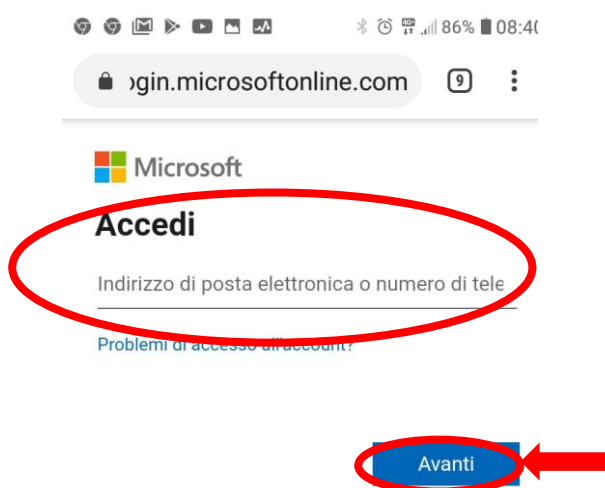 86% 08:40
ogin.microsoftonline.com 9
Microsoft
Accedi
Indirizzo di posta elettronica o numero di tele
Problemi di accesso all'account?
Avanti